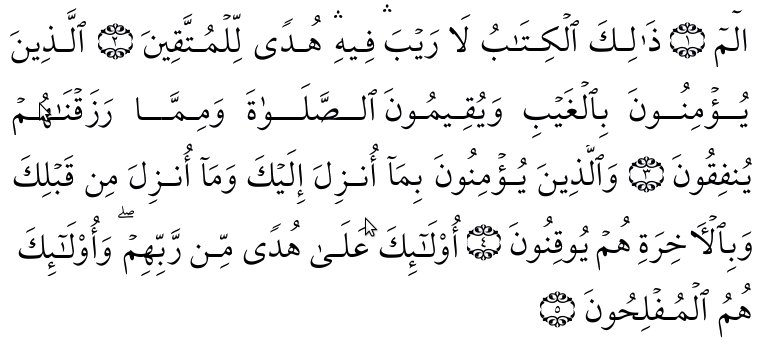 الٓمٓ ۝١ ذَٰلِكَ ٱلْكِتَٰبُ لَا رَيْبَ ۛ فِيهِ ۛ هُدًى لِّلْمُتَّقِينَ ۝٢ ٱلَّذِينَ
يُؤْمِنُونَ بِٱلْغَيْبِ وَيُقِيمُونَ ٱلصَّلَوٰةَ وَمِمَّا رَزَقْنَٰهُمْ
يُنفِقُونَ ۝٣ وَٱلَّذِينَ يُؤْمِنُونَ بِمَآ أُنزِلَ إِلَيْكَ وَمَآ أُنزِلَ مِن قَبْلِكَ
وَبِٱلْأَخِرَةِ هُمْ يُوقِنُونَ ۝٤ أُوْلَٰٓئِكَ عَلَىٰ هُدًى مِّن رَّبِّهِمْ ۖ وَأُوْلَٰٓئِكَ
هُمُ ٱلْمُفْلِحُونَ ۝٥